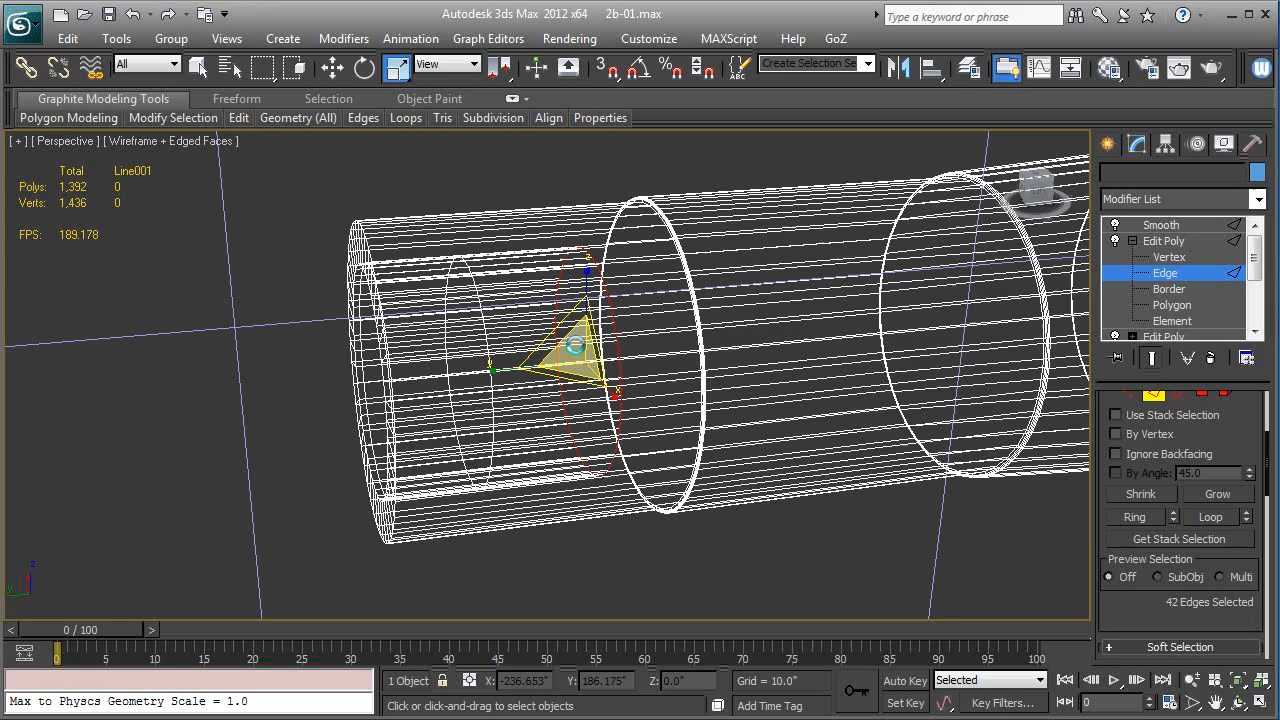 Autodesk 3ds Max 2012 x64 2b-01.max
Type a keyword or phrase
Edit Tools Group Views Create Modifiers Animation Graph Editors Rendering Customize MAXScript Help GoZ
All View 3 Create Selection Se
Graphite Modeling Tools Freeform Selection Object Paint
Polygon Modeling Modify Selection Edit Geometry (All) Edges Loops Tris Subdivision Align Properties
[ + ] [ Perspective ] [ Wireframe + Edged Faces ]
Total Line001
Polys: 1,392 0
Verts: 1,436 0
FPS: 189.178
Modifier List
Smooth
Edit Poly
Vertex
Edge
Border
Polygon
Element
Edit Poly
Use Stack Selection
By Vertex
Ignore Backfacing
By Angle: 45.0
Shrink Grow
Ring Loop
Get Stack Selection
Preview Selection
Off SubObj Multi
42 Edges Selected
Soft Selection
z
x
y
z
y
< 0 / 100 >
0 5 10 15 20 25 30 35 40 45 50 55 60 65 70 75 80 85 90 95 100
1 Object X: -236.653" Y: 186.175" Z: 0.0" Grid = 10.0" Auto Key Selected
Max to Physcs Geometry Scale = 1.0
Click or click-and-drag to select objects Add Time Tag Set Key Key Filters... 0